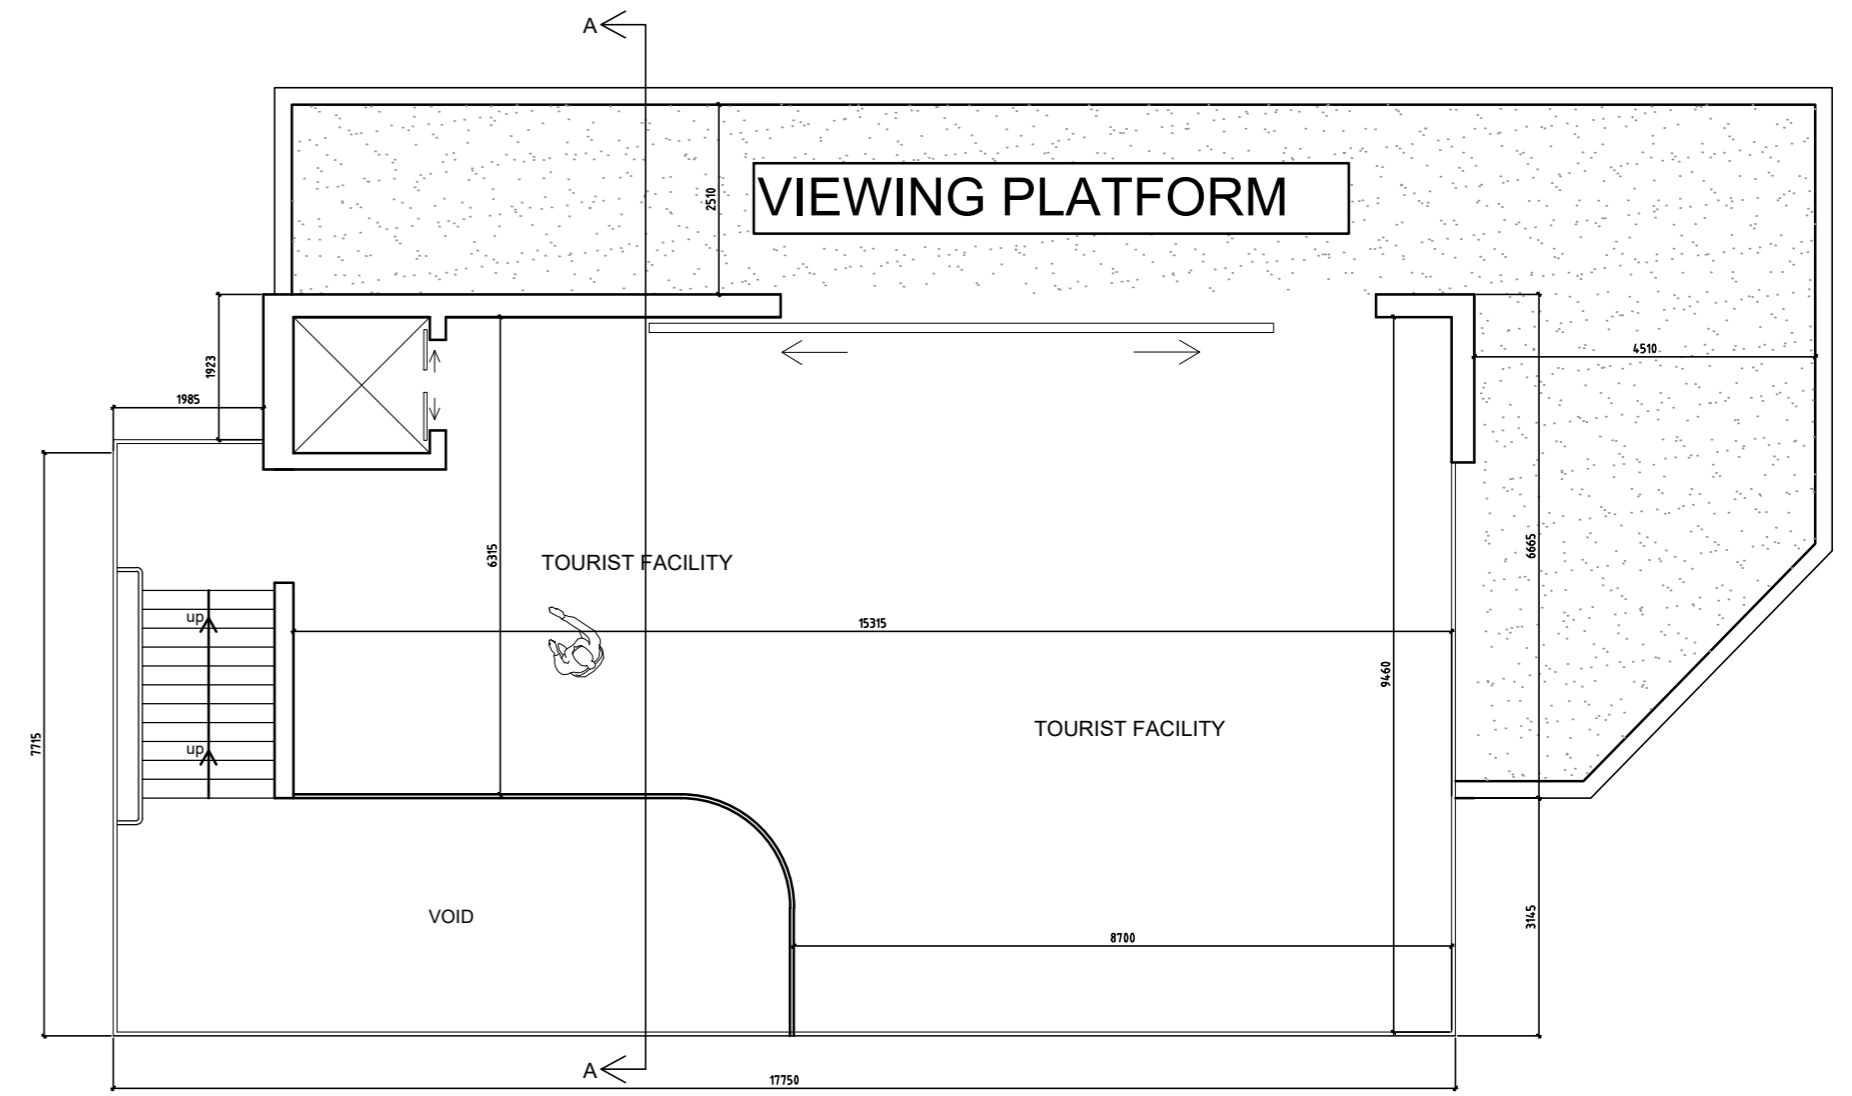 A
VIEWING PLATFORM
2510
1923
4510
1985
6315
TOURIST FACILITY
6665
up
15315
9460
TOURIST FACILITY
7715
up
VOID
3145
8700
A
17750